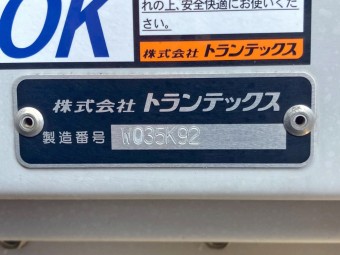 OK
れの上、安全快適にお使いくだ
さい。
株式会社 トランテックス
株式会社 トランテックス
製造番号 W035K92